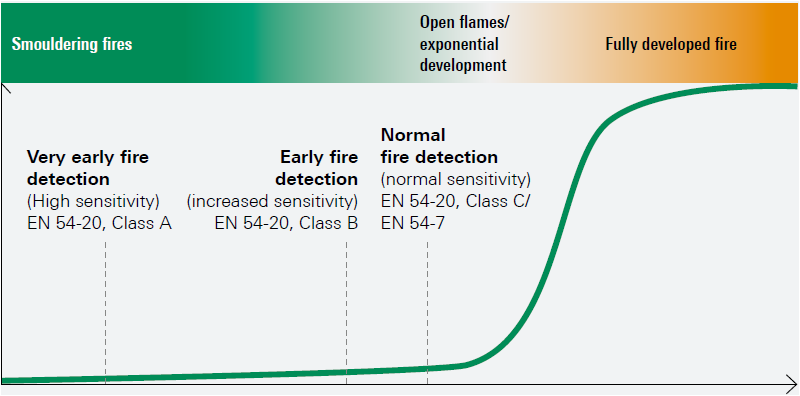 Smouldering fires
Open flames/
exponential
development
Fully developed fire
Very early fire
detection
(High sensitivity)
EN 54-20, Class A
Early fire
detection
(increased sensitivity)
EN 54-20, Class B
Normal
fire detection
(normal sensitivity)
EN 54-20, Class C/
EN 54-7